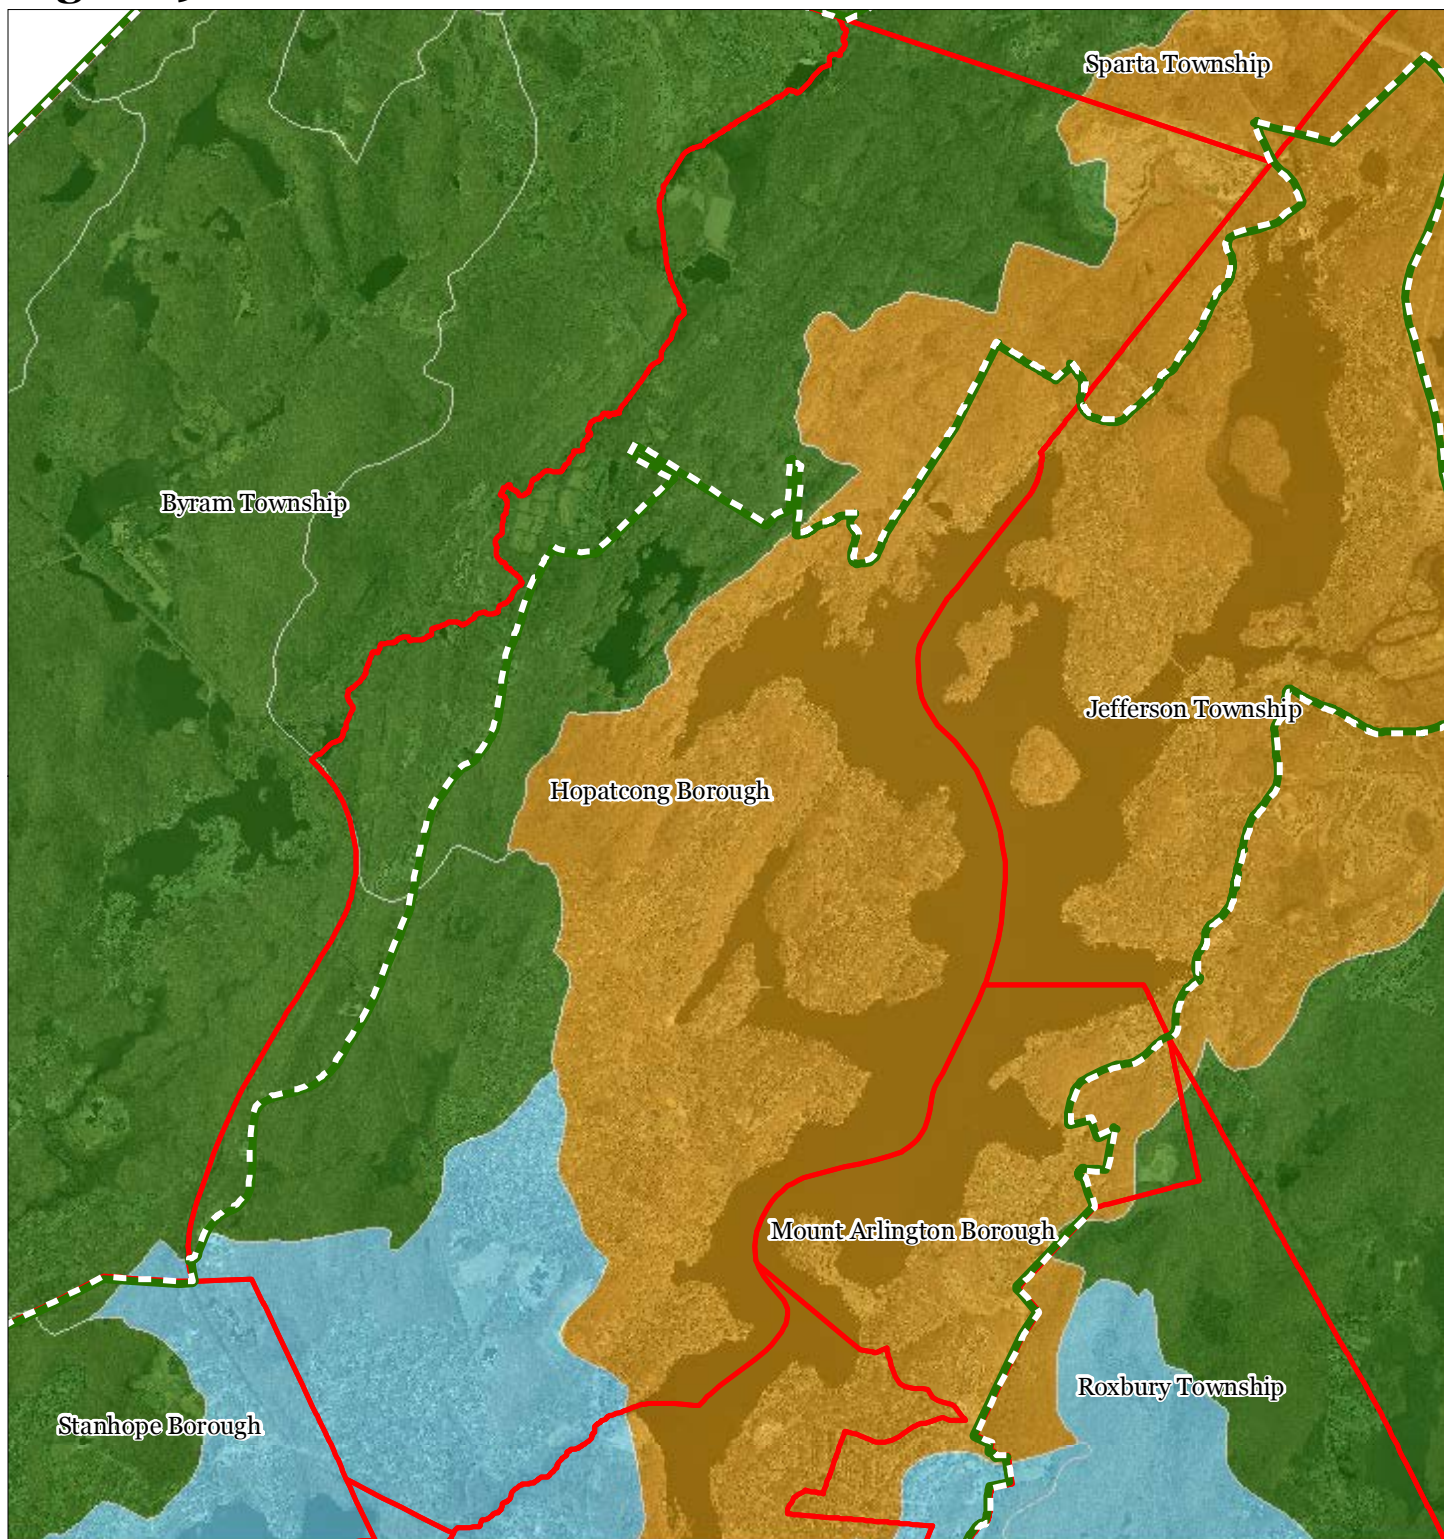 Sparta Township
Byram Township
Jefferson Township
Hopatcong Borough
Mount Arlington Borough
Roxbury Township
Stanhope Borough